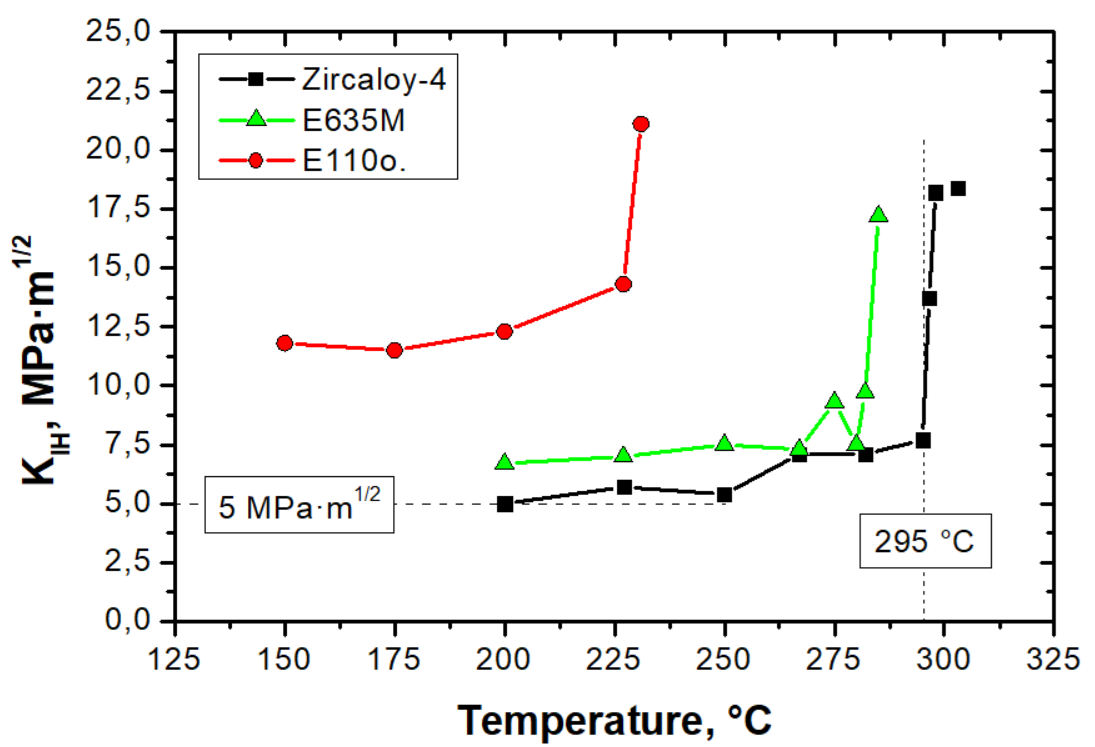 25,0
22,5
20,0
17,5
15,0
12,5
10,0
7,5
5,0
2,5
0,0
K_IH, MPa·m^1/2
Zircaloy-4
E635M
E110o.
5 MPa·m^1/2
295 °C
125 150 175 200 225 250 275 300 325
Temperature, °C